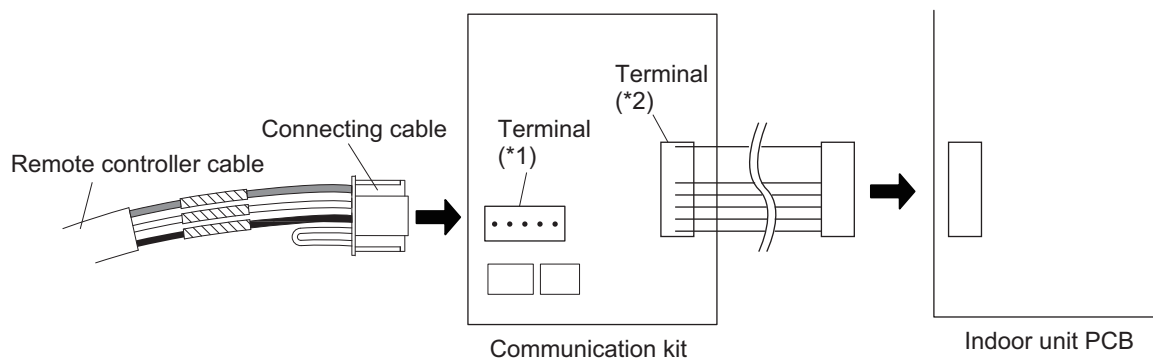 Remote controller cable
Connecting cable
Terminal
(*1)
Terminal
(*2)
Communication kit
Indoor unit PCB